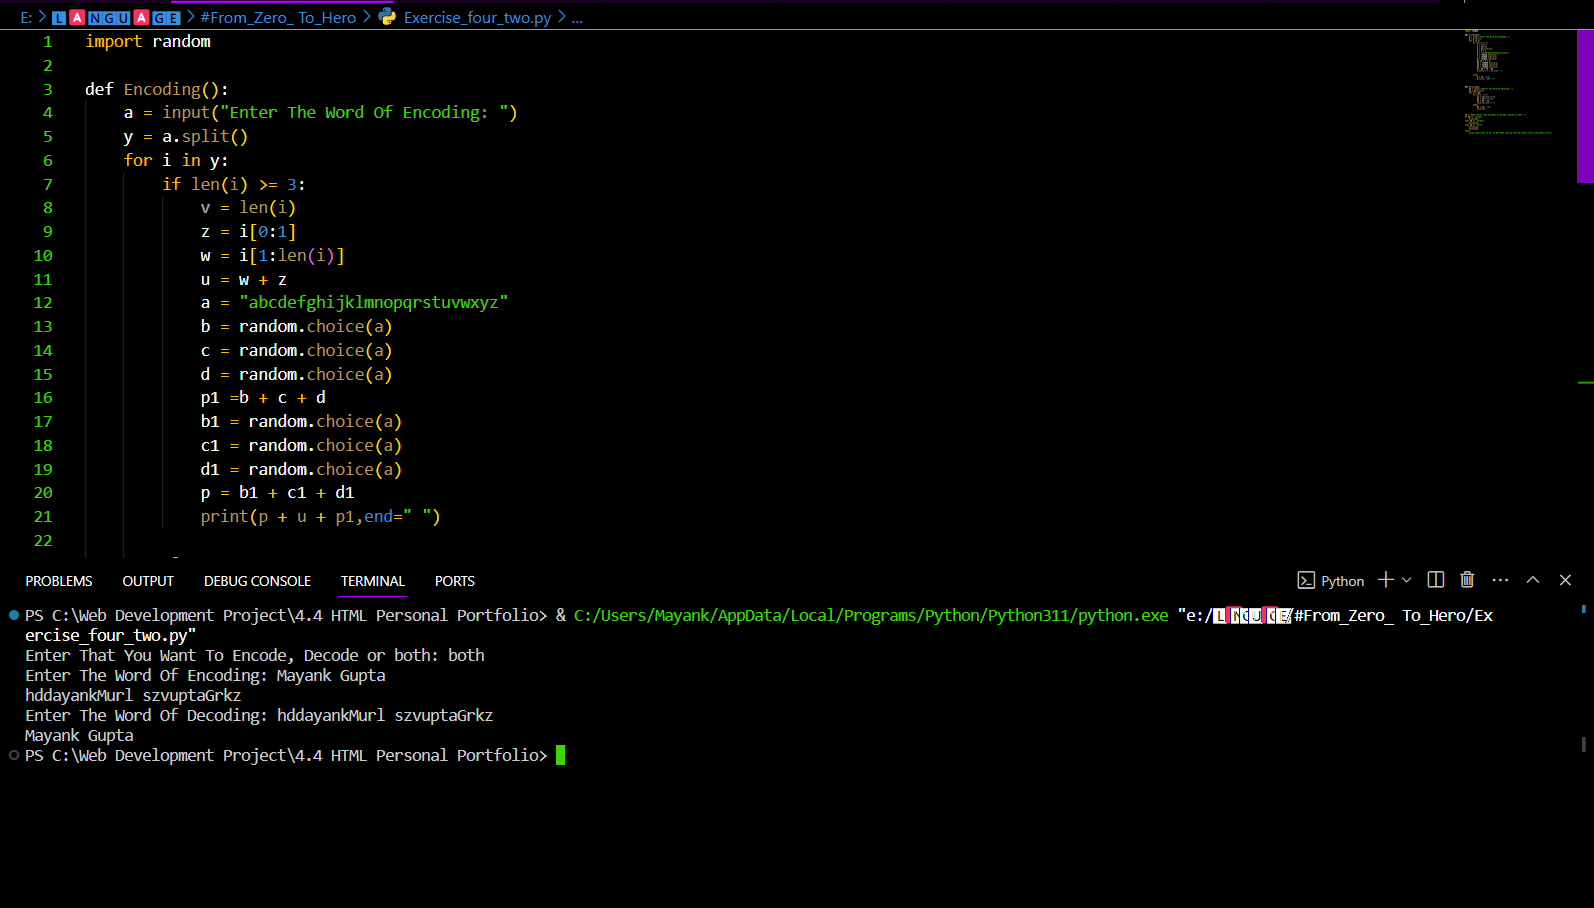 E: > LANGUAGE > #From_Zero_ To_Hero > Exercise_four_two.py > ...
1 import random
2
3 def Encoding():
4 a = input("Enter The Word Of Encoding: ")
5 y = a.split()
6 for i in y:
7 if len(i) >= 3:
8 v = len(i)
9 z = i[0:1]
10 w = i[1:len(i)]
11 u = w + z
12 a = "abcdefghijklmnopqrstuvwxyz"
13 b = random.choice(a)
14 c = random.choice(a)
15 d = random.choice(a)
16 p1 =b + c + d
17 b1 = random.choice(a)
18 c1 = random.choice(a)
19 d1 = random.choice(a)
20 p = b1 + c1 + d1
21 print(p + u + p1,end=" ")
22
PROBLEMS OUTPUT DEBUG CONSOLE TERMINAL PORTS Python
PS C:\Web Development Project\4.4 HTML Personal Portfolio> & C:/Users/Mayank/AppData/Local/Programs/Python/Python311/python.exe "e:/ /#From_Zero_ To_Hero/Ex
ercise_four_two.py"
Enter That You Want To Encode, Decode or both: both
Enter The Word Of Encoding: Mayank Gupta
hddayankMurl szvuptaGrkz
Enter The Word Of Decoding: hddayankMurl szvuptaGrkz
Mayank Gupta
PS C:\Web Development Project\4.4 HTML Personal Portfolio>